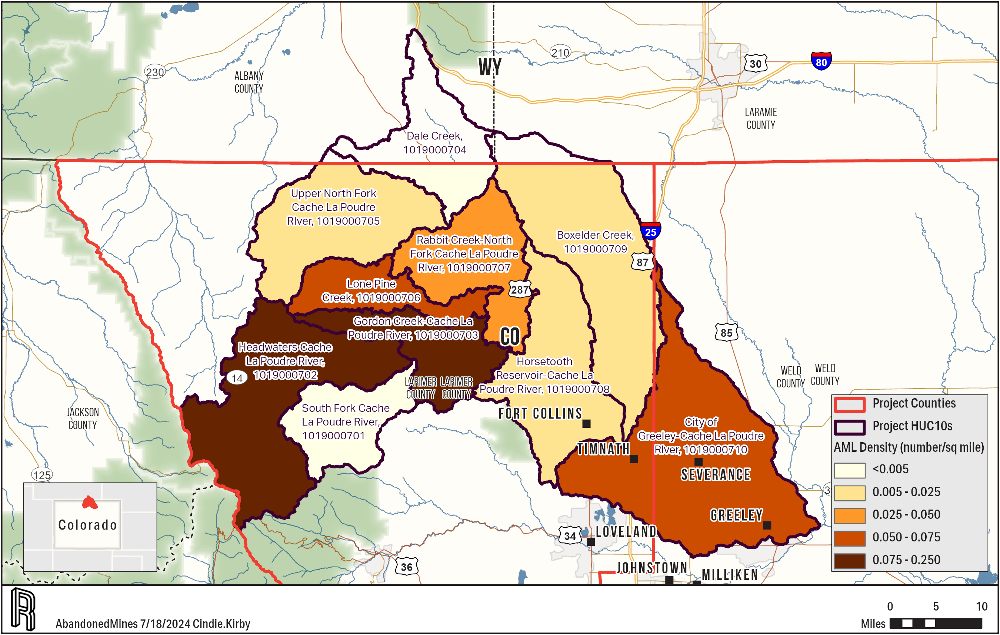 230
ALBANY
COUNTY
WY
210
30
80
LARAMIE
COUNTY
Dale Creek,
1019000704
Upper North Fork
Cache La Poudre
RIver, 1019000705
Rabbit Creek-North
Fork Cache La Poudre
River, 1019000707
Boxelder Creek,
1019000709
25
87
Lone Pine
Creek, 1019000706
287
Gordon Creek-Cache La
Poudre River, 1019000703
CO
85
Headwaters Cache
La Poudre River,
1019000702
14
Horsetooth
Reservoir-Cache La
Poudre River, 1019000708
LARIMER
COUNTY
LARIMER
COUNTY
WELD
COUNTY
WELD
COUNTY
South Fork Cache
La Poudre River,
1019000701
JACKSON
COUNTY
FORT COLLINS
City of
Greeley-Cache La Poudre
River, 1019000710
TIMNATH
SEVERANCE
125
GREELEY
34
LOVELAND
36
JOHNSTOWN
MILLIKEN
Colorado
Project Counties
Project HUC10s
AML Density (number/sq mile)
<0.005
0.005 - 0.025
0.025 - 0.050
0.050 - 0.075
0.075 - 0.250
AbandonedMines 7/18/2024 Cindie.Kirby
0 5 10
Miles